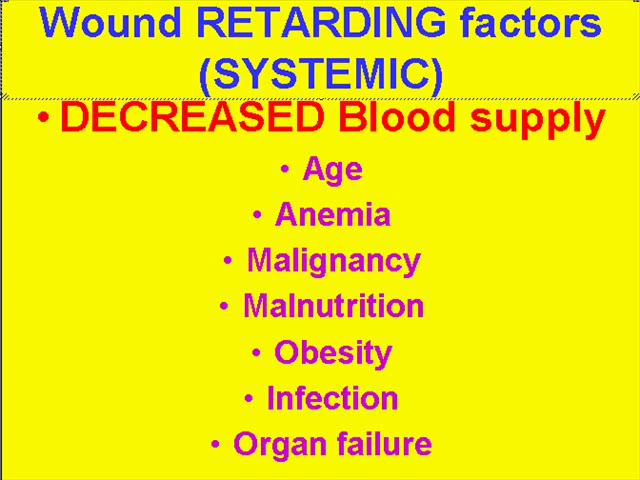 Wound RETARDING factors
(SYSTEMIC)
• DECREASED Blood supply
• Age
• Anemia
• Malignancy
• Malnutrition
• Obesity
• Infection
• Organ failure